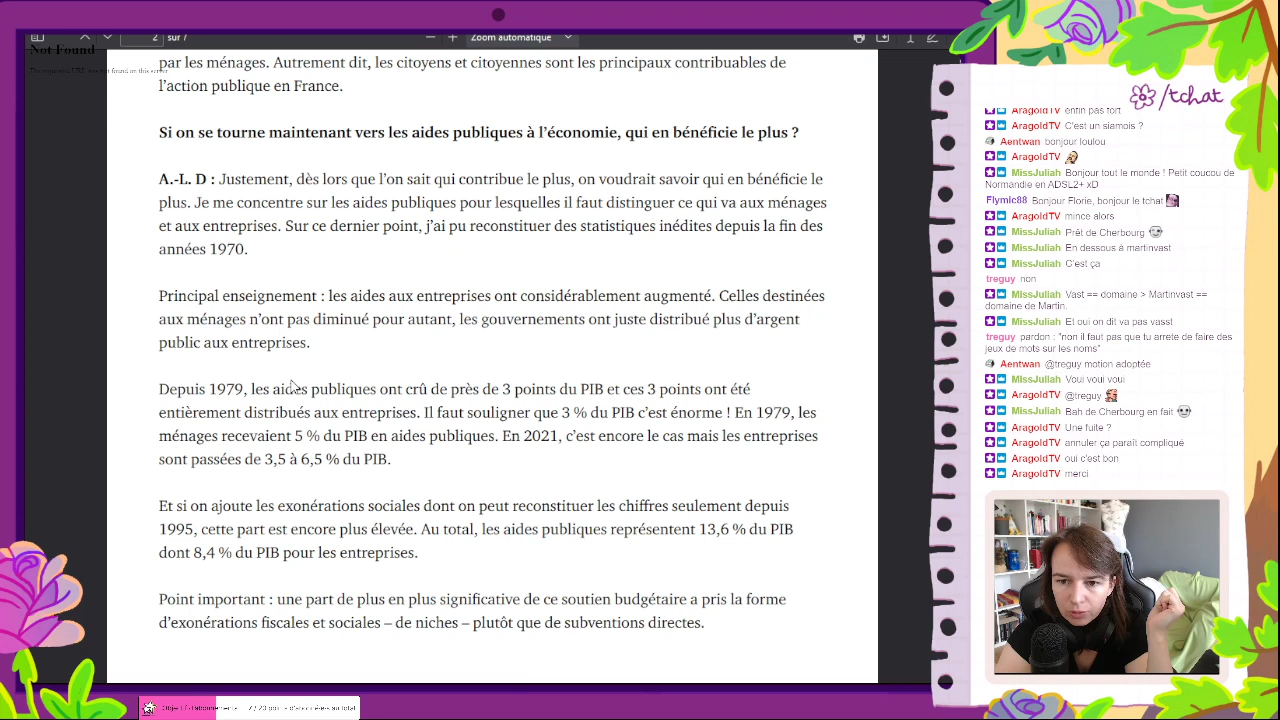 2 sur 7
Zoom automatique
Not Found
par les ménages. Autrement dit, les citoyens et citoyennes sont les principaux contribuables de
l’action publique en France.
Si on se tourne maintenant vers les aides publiques à l’économie, qui en bénéficie le plus ?
A.-L. D : Justement, dès lors que l’on sait qui contribue le plus, on voudrait savoir qui en bénéficie le
plus. Je me concentre sur les aides publiques pour lesquelles il faut distinguer ce qui va aux ménages
et aux entreprises. Sur ce dernier point, j’ai pu reconstituer des statistiques inédites depuis la fin des
années 1970.
Principal enseignement : les aides aux entreprises ont considérablement augmenté. Celles destinées
aux ménages n’ont pas diminué pour autant, les gouvernements ont juste distribué plus d’argent
public aux entreprises.
Depuis 1979, les aides publiques ont crû de près de 3 points du PIB et ces 3 points ont été
entièrement distribués aux entreprises. Il faut souligner que 3 % du PIB c’est énorme ! En 1979, les
ménages recevaient 5 % du PIB en aides publiques. En 2021, c’est encore le cas mais les entreprises
sont passées de 3,5 à 6,5 % du PIB.
Et si on ajoute les exonérations sociales dont on peut reconstituer les chiffres seulement depuis
1995, cette part est encore plus élevée. Au total, les aides publiques représentent 13,6 % du PIB
dont 8,4 % du PIB pour les entreprises.
Point important : une part de plus en plus significative de ce soutien budgétaire a pris la forme
d’exonérations fiscales et sociales – de niches – plutôt que de subventions directes.
/tchat
AragoldTV enfin pas fort
AragoldTV C'est un siamois ?
Aentwan bonjour loulou
AragoldTV
MissJuliah Bonjour tout le monde ! Petit coucou de
Normandie en ADSL2+ xD
Flymic88 Bonjour Florie, bonjour le tchat
AragoldTV mince alors
MissJuliah Prêt de Cherbourg
MissJuliah En dessous à martinvast
MissJuliah C'est ça
treguy non
MissJuliah Vast == domaine > Martinvast ==
domaine de Martin.
MissJuliah Et oui on dit va pas vasst
treguy pardon : "non il faut pas que tu arrete de faire des
jeux de mots sur les noms"
Aentwan @treguy motion adoptée
MissJuliah Voui voui voui
AragoldTV @treguy
MissJuliah Bah de Cherbourg en fait
AragoldTV Une fuite ?
AragoldTV annuler ça paraît compliqué
AragoldTV oui c'est bon
AragoldTV merci